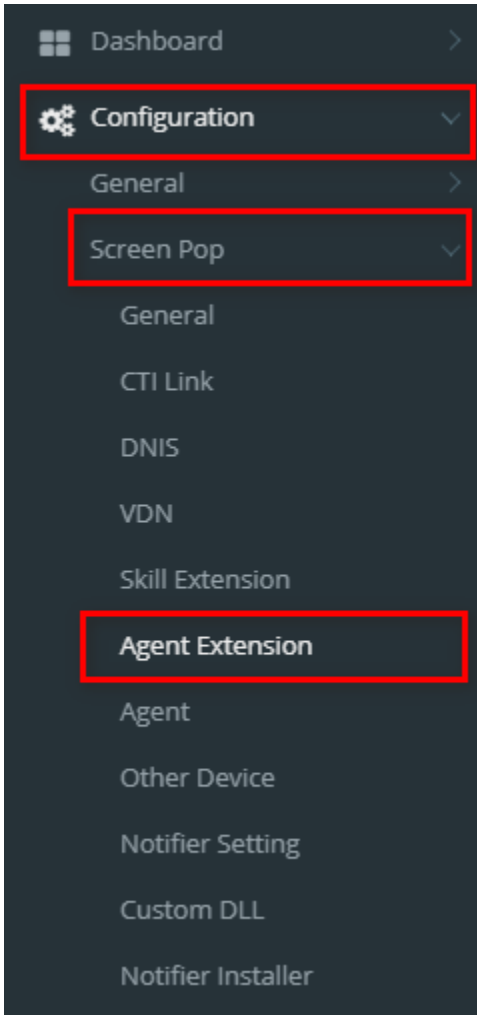 Dashboard
Configuration
General
Screen Pop
General
CTI Link
DNIS
VDN
Skill Extension
Agent Extension
Agent
Other Device
Notifier Setting
Custom DLL
Notifier Installer